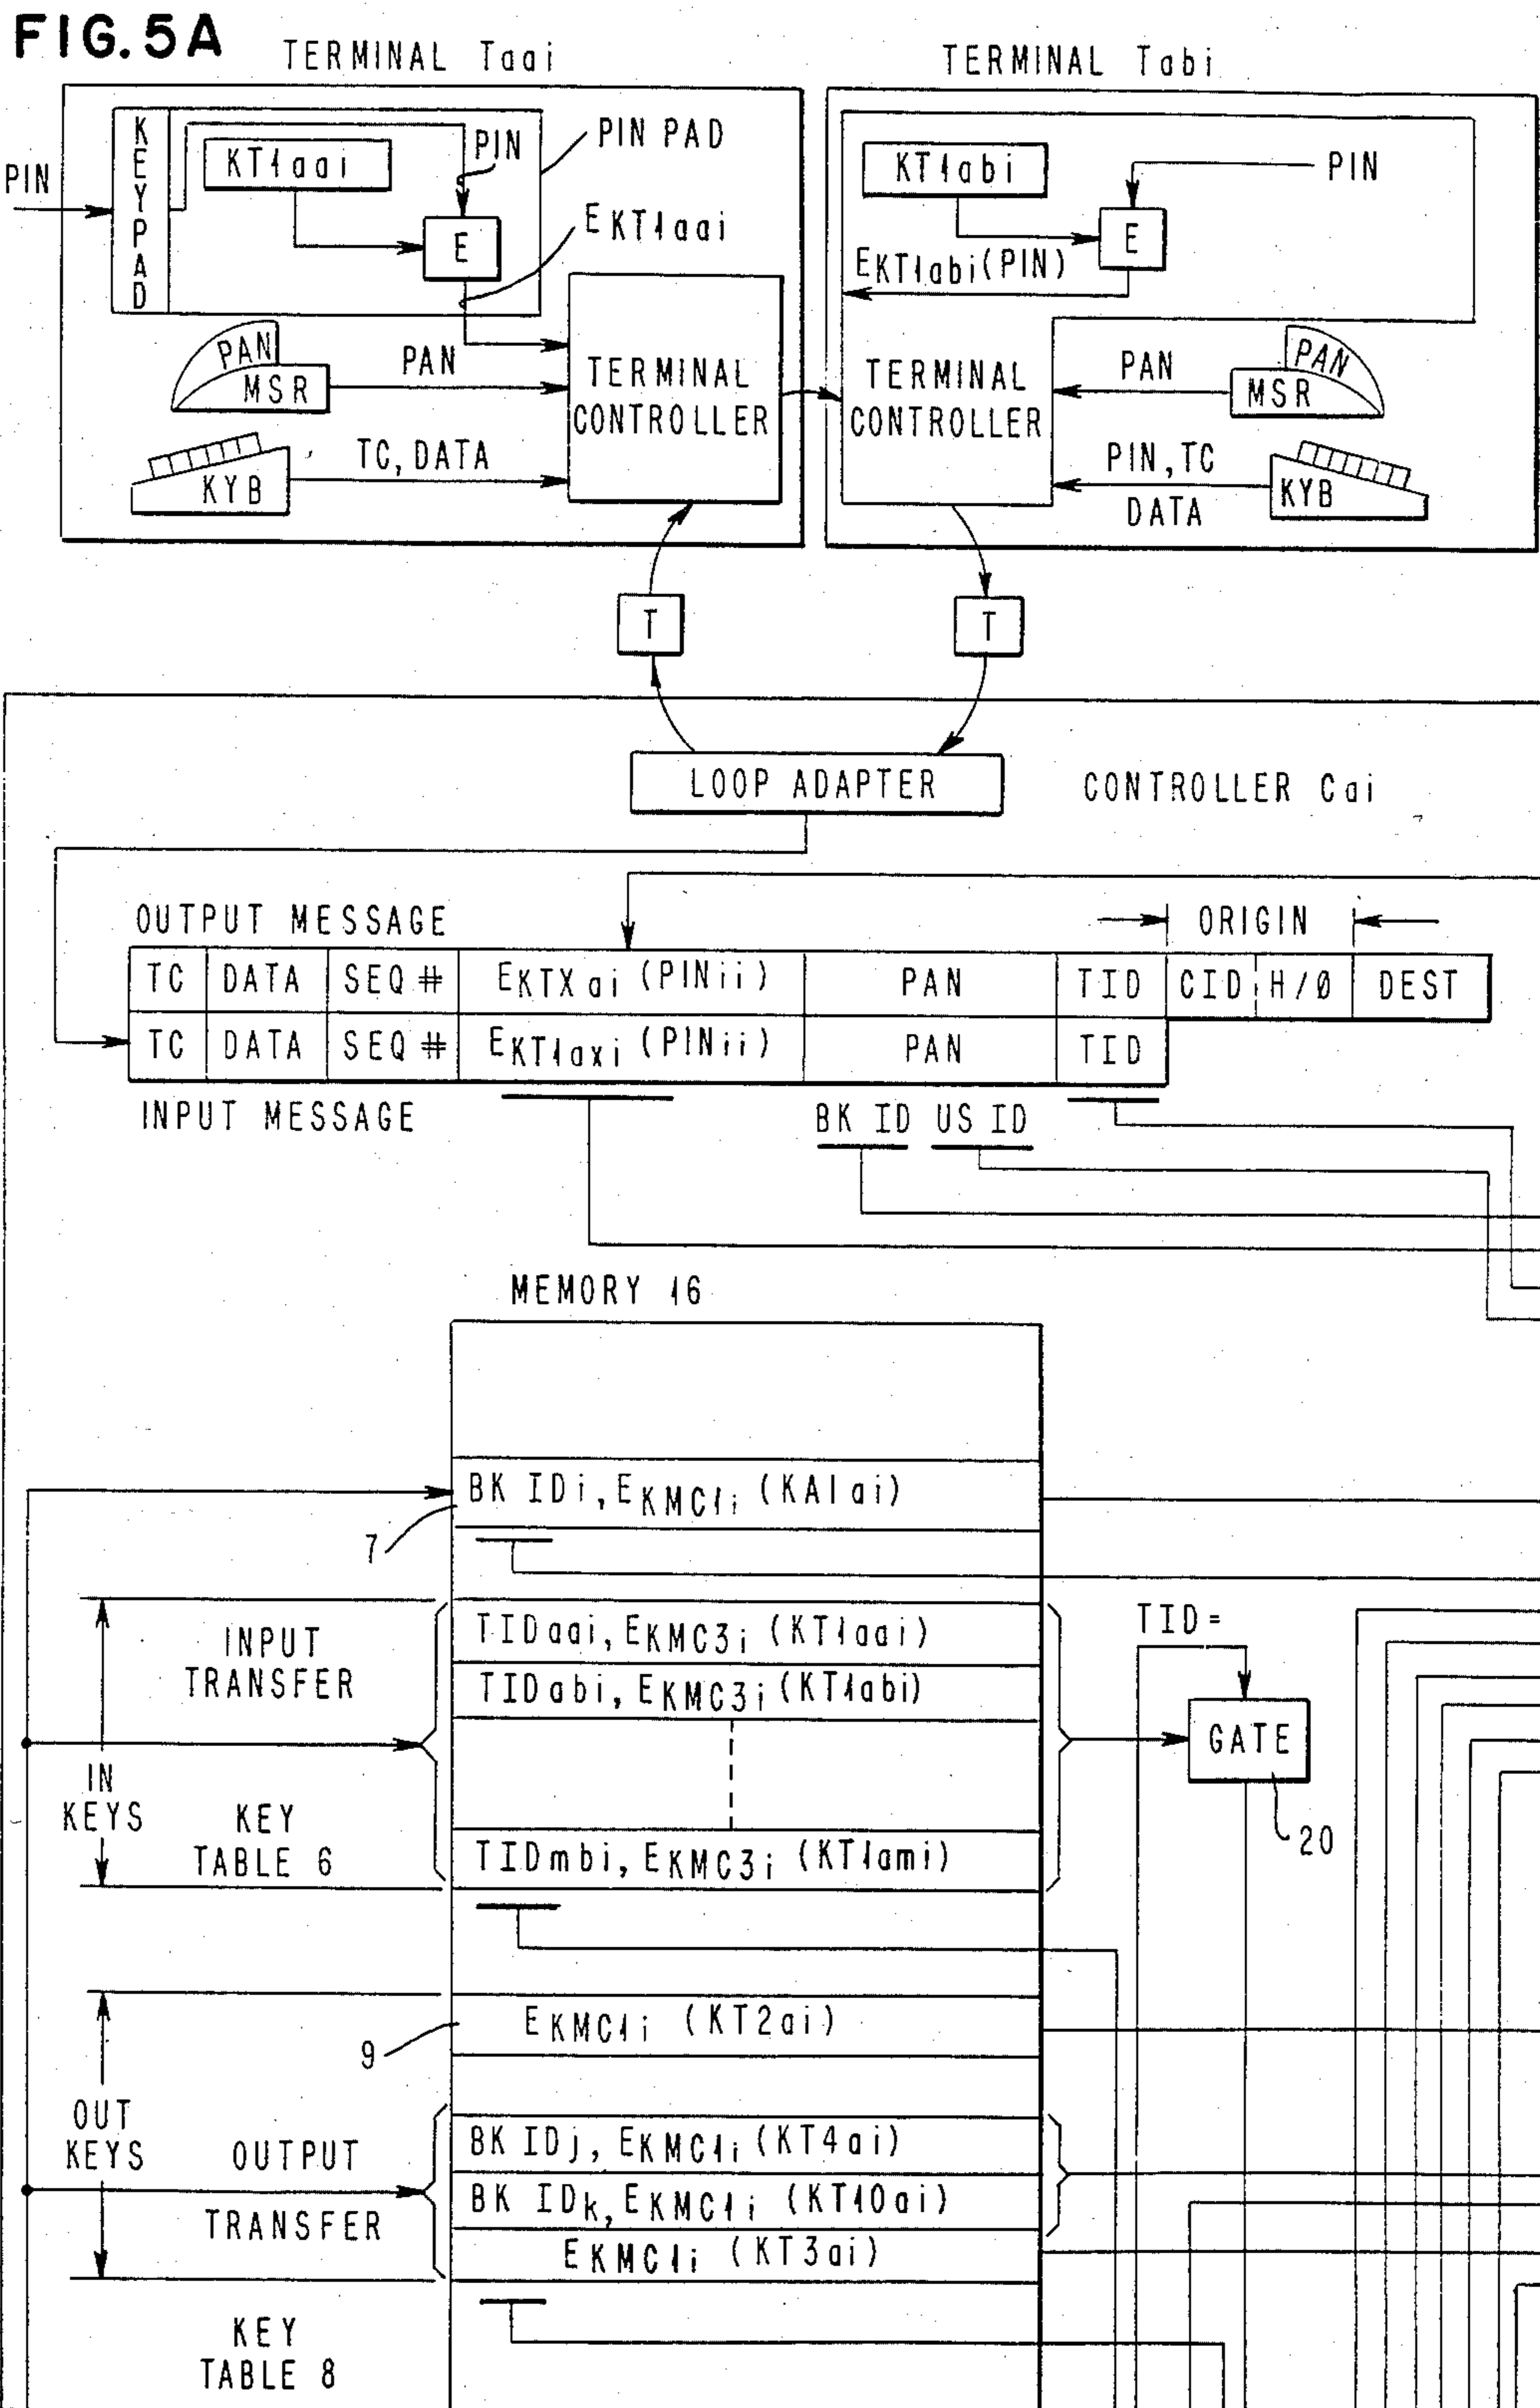 FIG. 5A
TERMINAL Taai
TERMINAL Tabi
PIN
KEYPAD
KT1aai
PIN
E
PIN PAD
EKT1aai
PAN
MSR
PAN
KYB
TC, DATA
TERMINAL
CONTROLLER
KT1abi
PIN
E
EKT1abi(PIN)
TERMINAL
CONTROLLER
PAN
PAN
MSR
PIN, TC
DATA
KYB
T
T
LOOP ADAPTER
CONTROLLER Cai
OUTPUT MESSAGE
ORIGIN
TC DATA SEQ # EKTXai (PINii) PAN TID CID H/Ø DEST
TC DATA SEQ # EKT1axi (PINii) PAN TID
INPUT MESSAGE
BK ID US ID
MEMORY 16
BK IDi, EKMC1i (KA1ai)
7
INPUT
TRANSFER
TIDaai, EKMC3i (KT1aai)
TIDabi, EKMC3i (KT1abi)
TID=
GATE
20
IN
KEYS
KEY
TABLE 6
TIDmbi, EKMC3i (KT1ami)
EKMC1i (KT2ai)
9
OUT
KEYS
OUTPUT
TRANSFER
BK IDj, EKMC1i (KT4ai)
BK IDk, EKMC1i (KT10ai)
EKMC1i (KT3ai)
KEY
TABLE 8